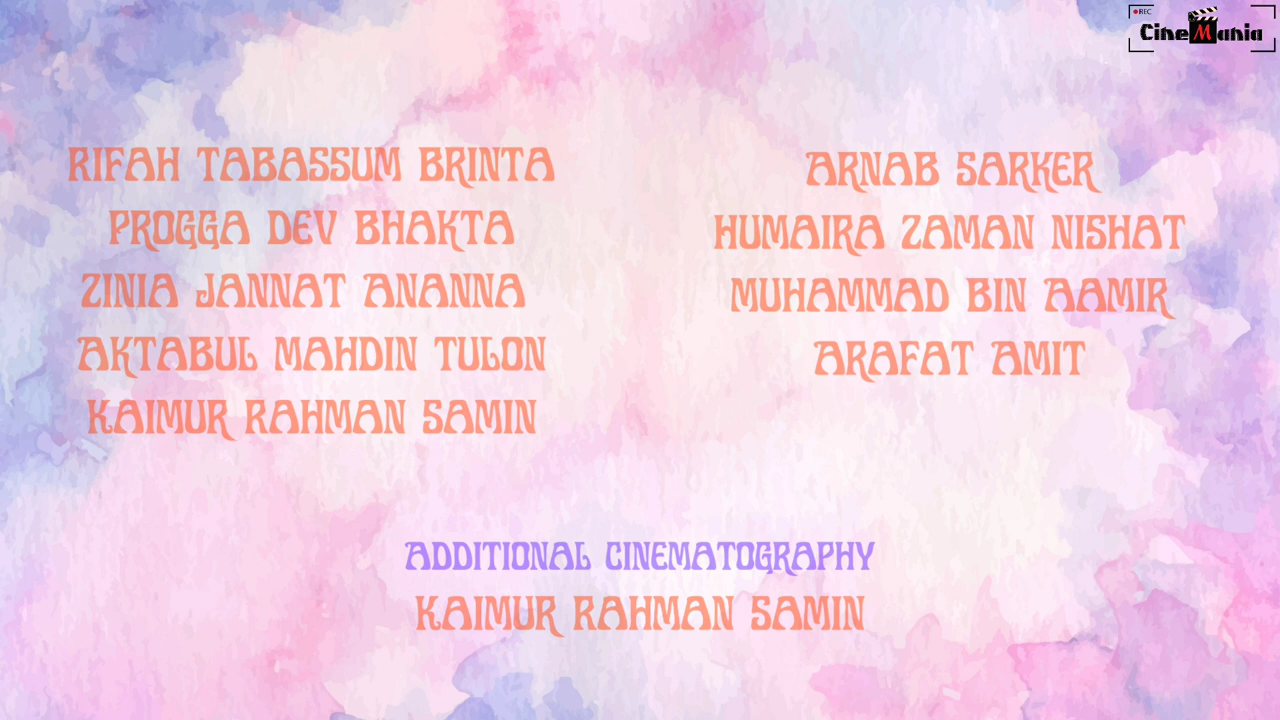 REC
CineMania
RIFAH TABASSUM BRINTA
PROGGA DEV BHAKTA
ZINIA JANNAT ANANNA
AKTABUL MAHDIN TULON
KAIMUR RAHMAN SAMIN
ARNAB SARKER
HUMAIRA ZAMAN NISHAT
MUHAMMAD BIN AAMIR
ARAFAT AMIT
ADDITIONAL CINEMATOGRAPHY
KAIMUR RAHMAN SAMIN